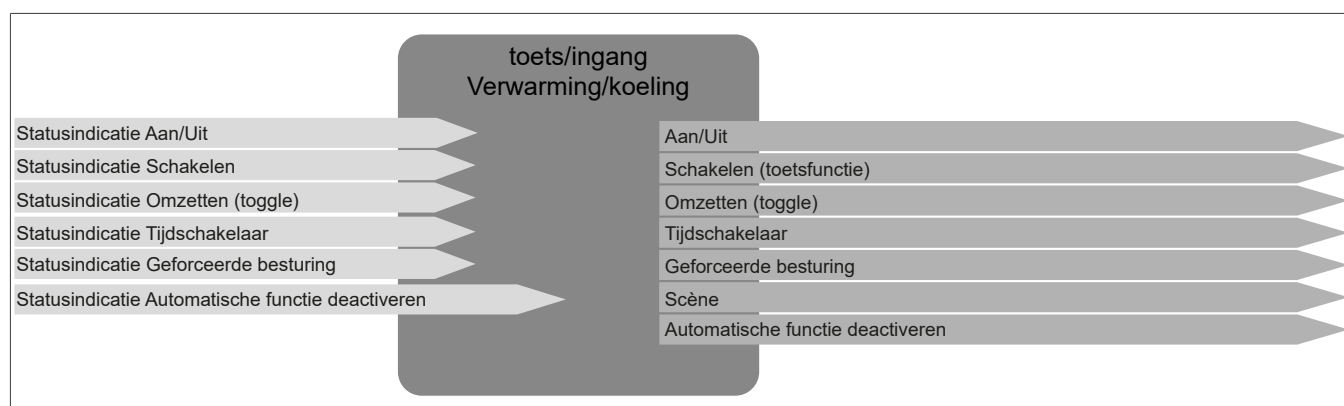 toets/ingang
Verwarming/koeling
Statusindicatie Aan/Uit
Statusindicatie Schakelen
Statusindicatie Omzetten (toggle)
Statusindicatie Tijdschakelaar
Statusindicatie Geforceerde besturing
Statusindicatie Automatische functie deactiveren
Aan/Uit
Schakelen (toetsfunctie)
Omzetten (toggle)
Tijdschakelaar
Geforceerde besturing
Scène
Automatische functie deactiveren